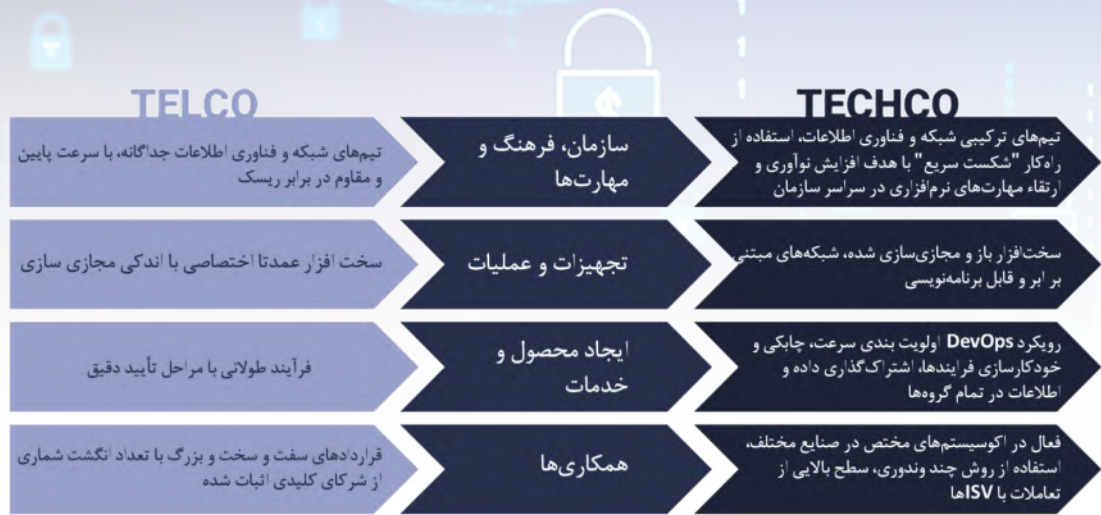 TELCO
TECHCO
تیم‌های شبکه و فناوری اطلاعات جداگانه، با سرعت پایین
و مقاوم در برابر ریسک
سازمان، فرهنگ و
مهارت‌ها
تیم‌های ترکیبی شبکه و فناوری اطلاعات، استفاده از
راه‌کار "شکست سریع" با هدف افزایش نوآوری و
ارتقاء مهارت‌های نرم‌افزاری در سراسر سازمان
سخت افزار عمدتا اختصاصی با اندکی مجازی سازی
تجهیزات و عملیات
سخت‌افزار باز و مجازی‌سازی شده، شبکه‌های مبتنی
بر ابر و قابل برنامه‌نویسی
فرآیند طولانی با مراحل تأیید دقیق
ایجاد محصول و
خدمات
رویکرد DevOps اولویت بندی سرعت، چابکی و
خودکارسازی فرایندها، اشتراک‌گذاری داده و
اطلاعات در تمام گروه‌ها
قراردادهای سفت و سخت و بزرگ با تعداد انگشت شماری
از شرکای کلیدی اثبات شده
همکاری‌ها
فعال در اکوسیستم‌های مختص در صنایع مختلف،
استفاده از روش چند وندوری، سطح بالایی از
تعاملات با ISVها